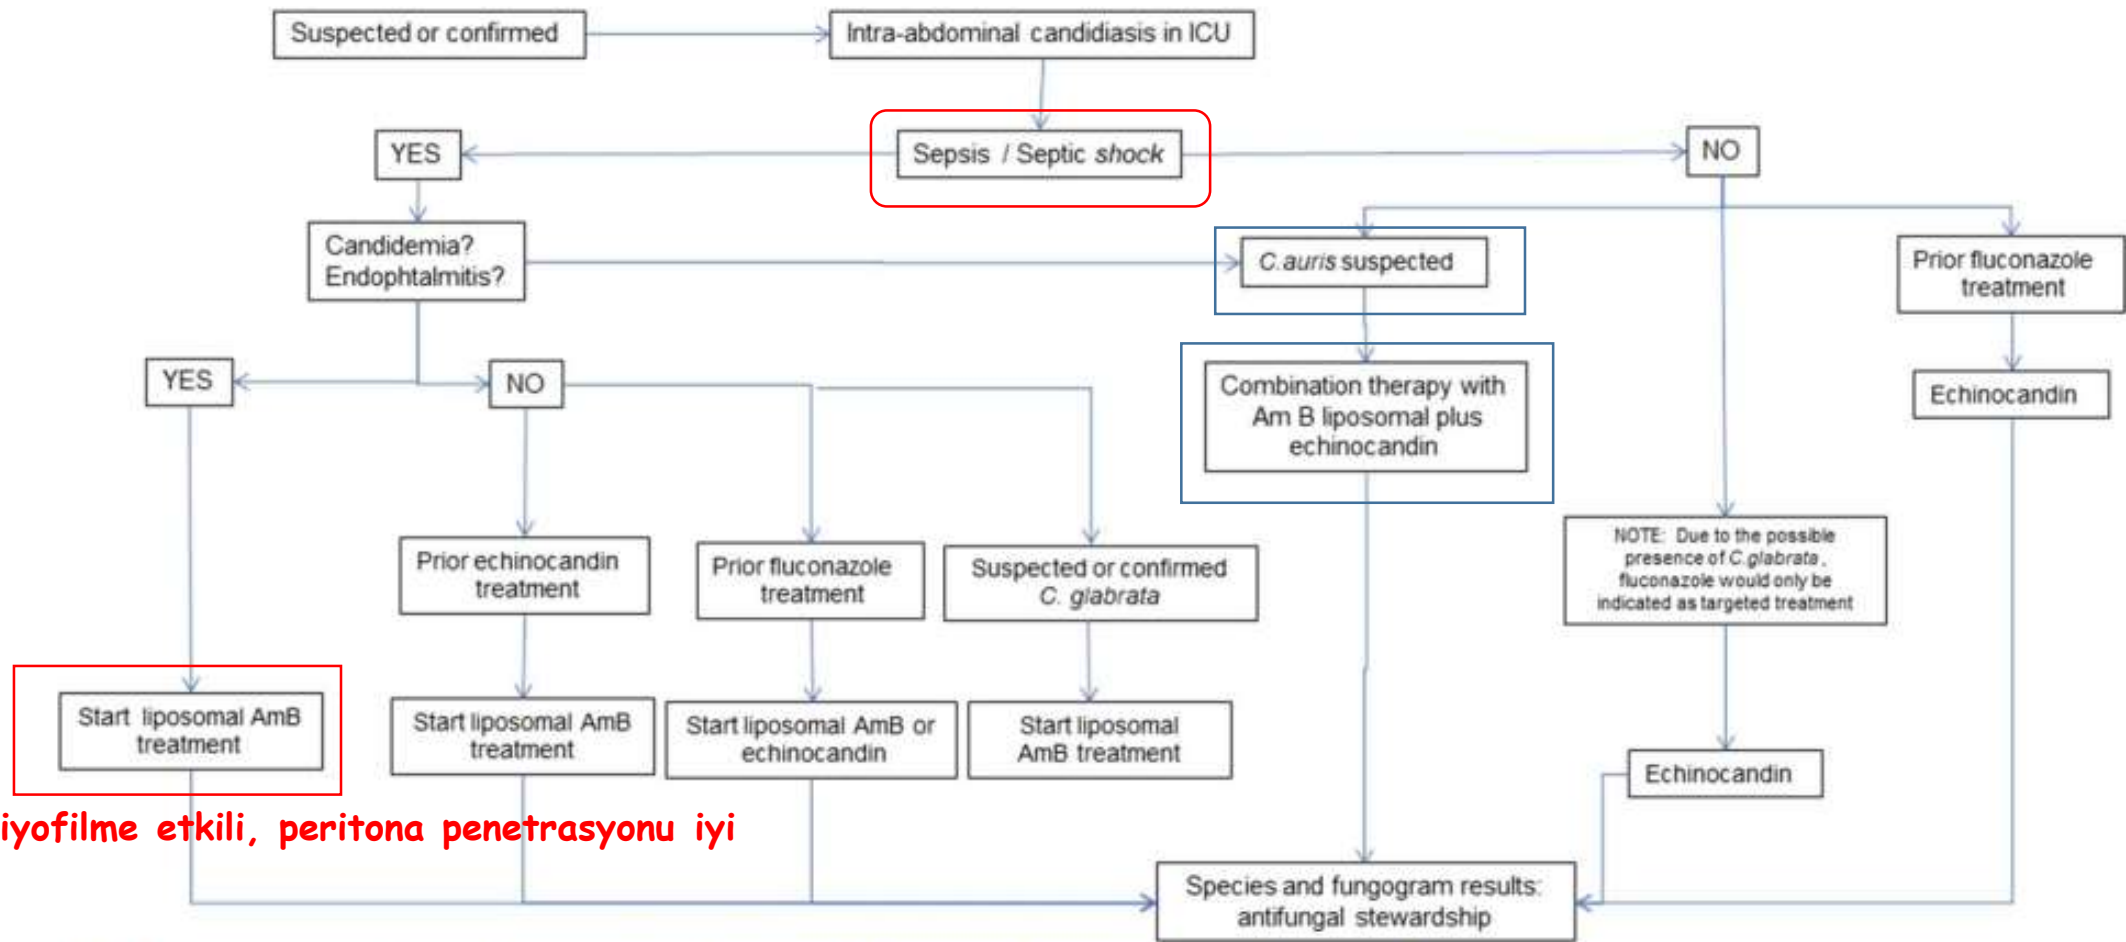 Suspected or confirmed
Intra-abdominal candidiasis in ICU
YES
Sepsis / Septic shock
NO
Candidemia?
Endophtalmitis?
C.auris suspected
Prior fluconazole
treatment
YES
NO
Combination therapy with
Am B liposomal plus
echinocandin
Echinocandin
Prior echinocandin
treatment
Prior fluconazole
treatment
Suspected or confirmed
C. glabrata
NOTE: Due to the possible
presence of C.glabrata,
fluconazole would only be
indicated as targeted treatment
Start liposomal AmB
treatment
Start liposomal AmB
treatment
Start liposomal AmB or
echinocandin
Start liposomal
AmB treatment
Echinocandin
iyofilme etkili, peritona penetrasyonu iyi
Species and fungogram results:
antifungal stewardship